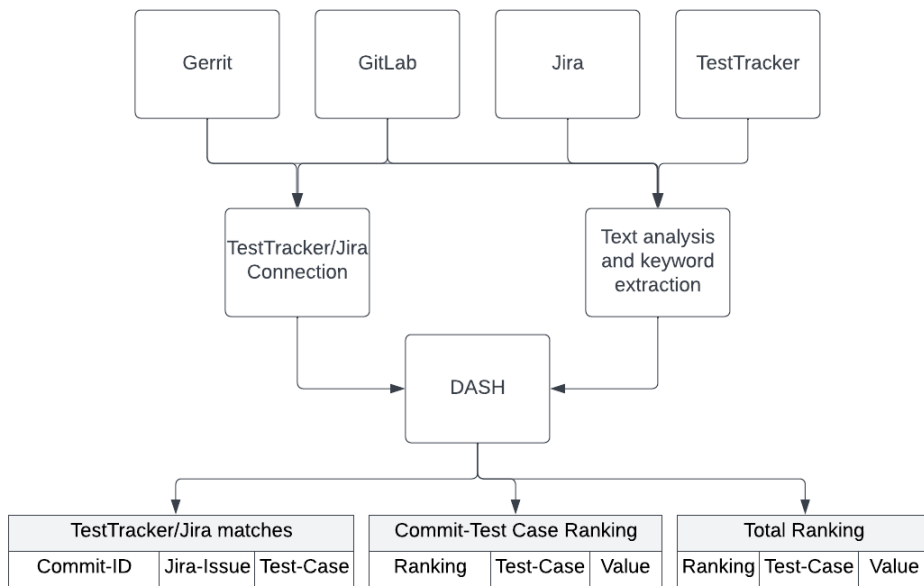 Gerrit
GitLab
Jira
TestTracker
TestTracker/Jira
Connection
Text analysis
and keyword
extraction
DASH
TestTracker/Jira matches
Commit-ID Jira-Issue Test-Case
Commit-Test Case Ranking
Ranking Test-Case Value
Total Ranking
Ranking Test-Case Value